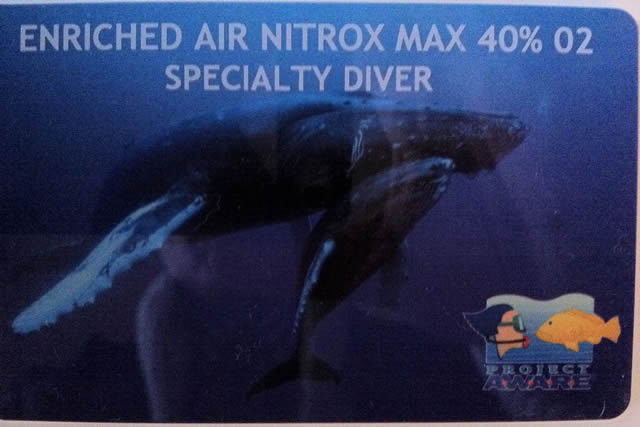 ENRICHED AIR NITROX MAX 40% 02
SPECIALTY DIVER
PROJECT
AWARE